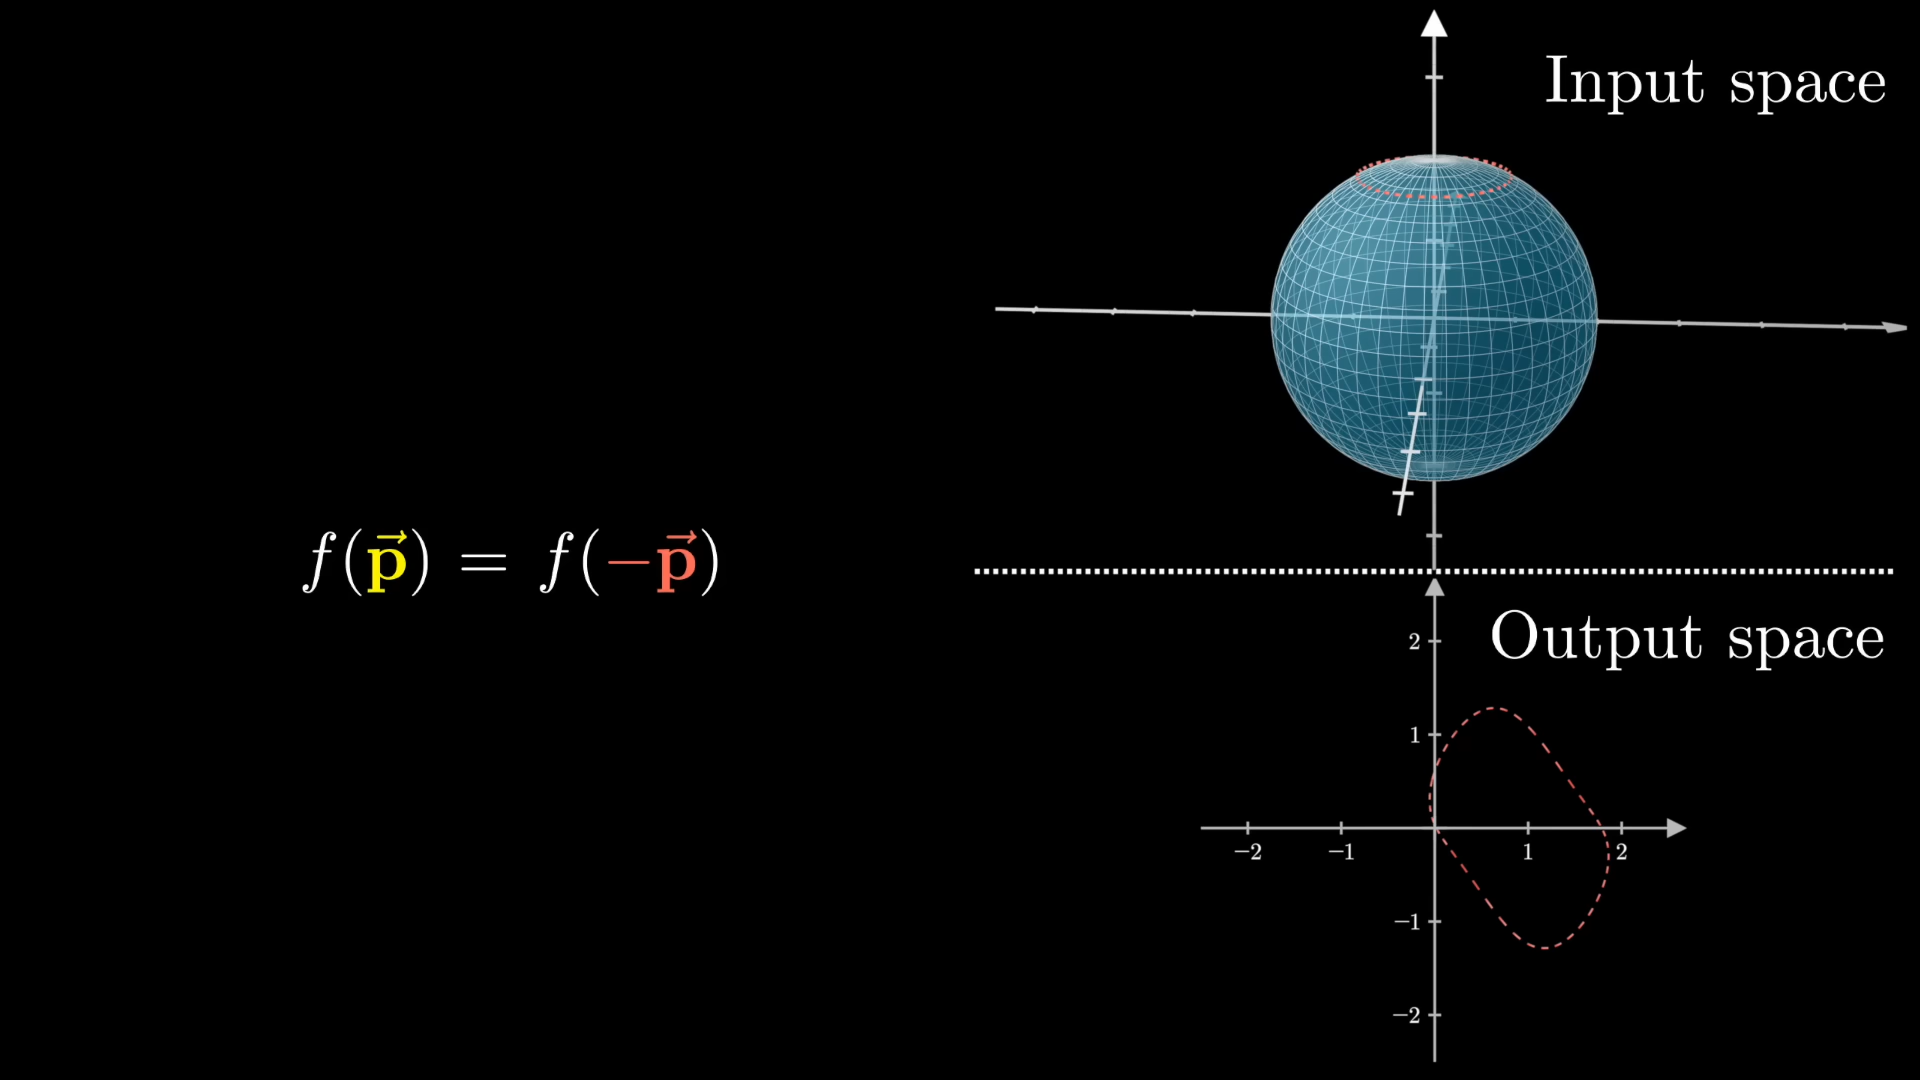 Input space
f(p⃗) = f(−p⃗)
Output space
2
1
−2 −1 1 2
−1
−2